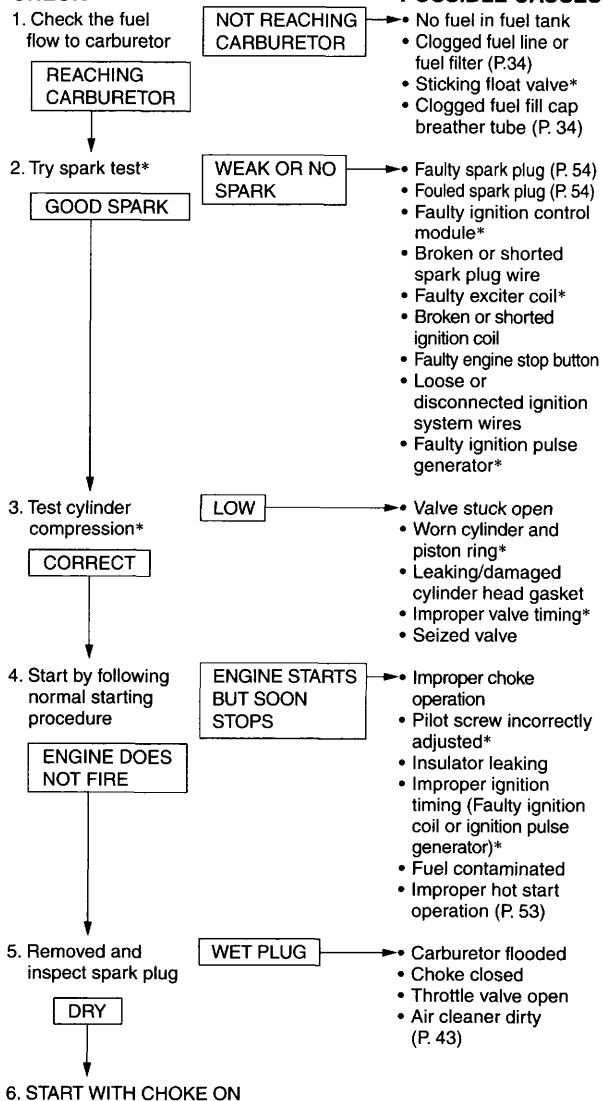 1. Check the fuel
flow to carburetor
NOT REACHING
CARBURETOR
• No fuel in fuel tank
• Clogged fuel line or
fuel filter (P.34)
• Sticking float valve*
• Clogged fuel fill cap
breather tube (P. 34)
REACHING
CARBURETOR
2. Try spark test*
WEAK OR NO
SPARK
• Faulty spark plug (P. 54)
• Fouled spark plug (P. 54)
• Faulty ignition control
module*
• Broken or shorted
spark plug wire
• Faulty exciter coil*
• Broken or shorted
ignition coil
• Faulty engine stop button
• Loose or
disconnected ignition
system wires
• Faulty ignition pulse
generator*
GOOD SPARK
3. Test cylinder
compression*
LOW
• Valve stuck open
• Worn cylinder and
piston ring*
• Leaking/damaged
cylinder head gasket
• Improper valve timing*
• Seized valve
CORRECT
4. Start by following
normal starting
procedure
ENGINE STARTS
BUT SOON
STOPS
• Improper choke
operation
• Pilot screw incorrectly
adjusted*
• Insulator leaking
• Improper ignition
timing (Faulty ignition
coil or ignition pulse
generator)*
• Fuel contaminated
• Improper hot start
operation (P. 53)
ENGINE DOES
NOT FIRE
5. Removed and
inspect spark plug
WET PLUG
• Carburetor flooded
• Choke closed
• Throttle valve open
• Air cleaner dirty
(P. 43)
DRY
6. START WITH CHOKE ON